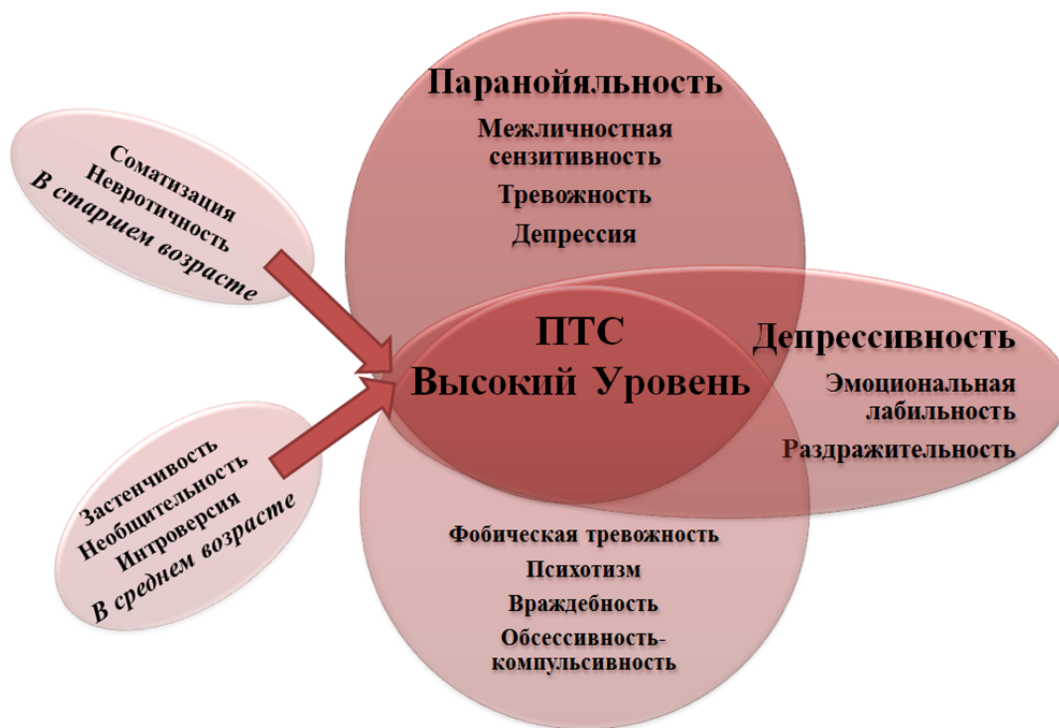 Паранойяльность
Межличностная
сензитивность
Тревожность
Депрессия
Соматизация
Невротичность
В старшем возрасте
ПТС
Высокий Уровень
Депрессивность
Эмоциональная
лабильность
Раздражительность
Застенчивость
Необщительность
Интроверсия
В среднем возрасте
Фобическая тревожность
Психотизм
Враждебность
Обсессивность-
компульсивность